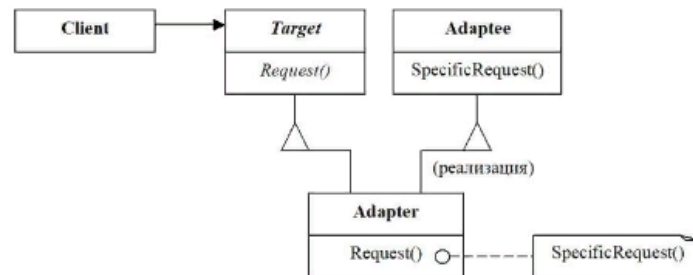 Client
Target
Adaptee
Request()
SpecificRequest()
(реализация)
Adapter
Request()
SpecificRequest()